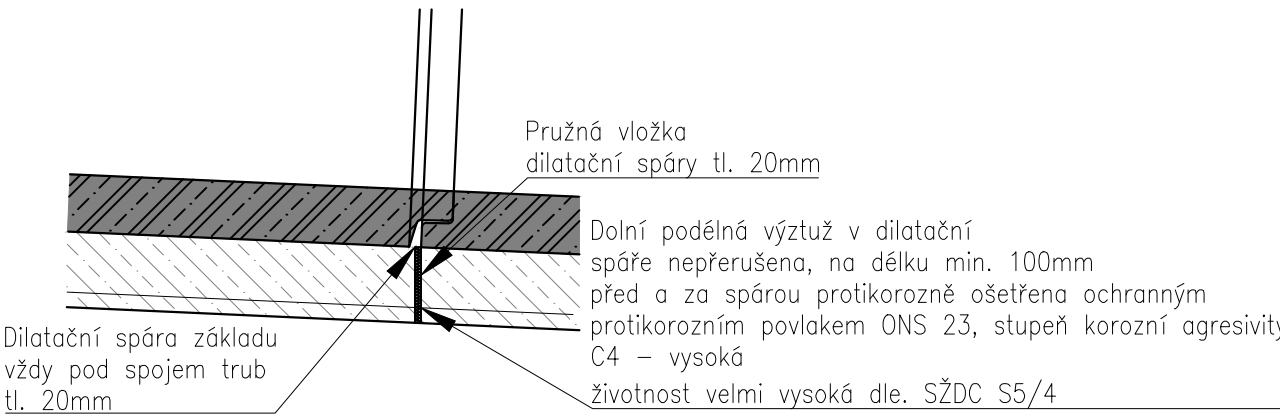 Pružná vložka
dilatační spáry tl. 20mm
Dolní podélná výztuž v dilatační
spáře nepřerušena, na délku min. 100mm
před a za spárou protikorozně ošetřena ochranným
protikorozním povlakem ONS 23, stupeň korozní agresivity
C4 – vysoká
životnost velmi vysoká dle. SŽDC S5/4
Dilatační spára základu
vždy pod spojem trub
tl. 20mm